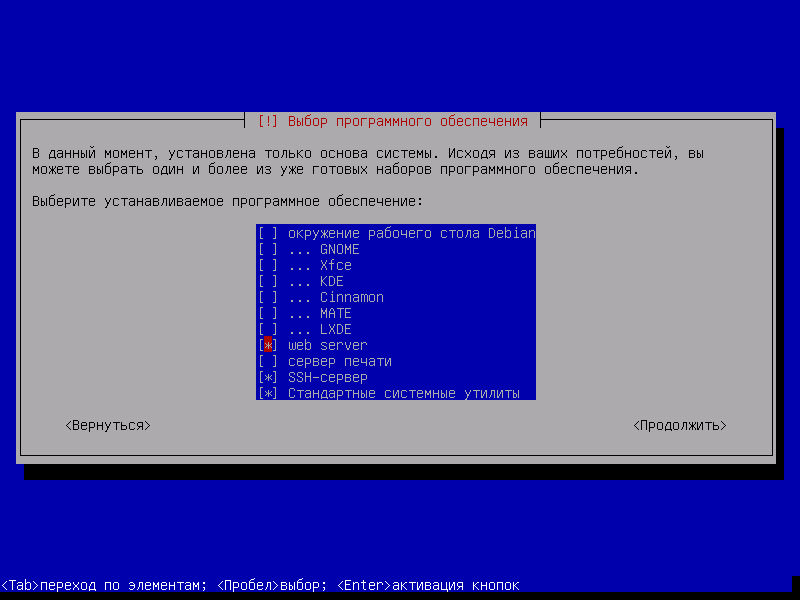 [!] Выбор программного обеспечения
В данный момент, установлена только основа системы. Исходя из ваших потребностей, вы
можете выбрать один и более из уже готовых наборов программного обеспечения.
Выберите устанавливаемое программное обеспечение:
[ ] окружение рабочего стола Debian
[ ] ... GNOME
[ ] ... Xfce
[ ] ... KDE
[ ] ... Cinnamon
[ ] ... MATE
[ ] ... LXDE
[*] web server
[ ] сервер печати
[*] SSH-сервер
[*] Стандартные системные утилиты
<Вернуться> <Продолжить>
<Tab>переход по элементам; <Пробел>выбор; <Enter>активация кнопок